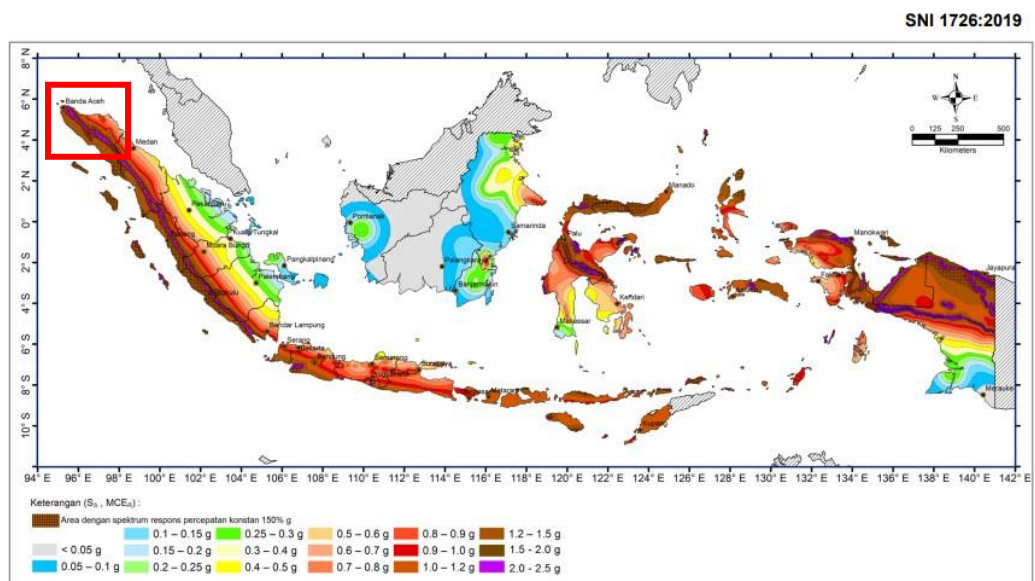 SNI 1726:2019
8° N
6° N
4° N
2° N
0°
2° S
4° S
6° S
8° S
10° S
Banda Aceh
Medan
Pekanbaru
Kuala Tungkal
Padang
Muara Bungo
Pangkalpinang
Palembang
Bengkulu
Bandar Lampung
Serang
Jakarta
Bandung
Semarang
Surabaya
Yogyakarta
Denpasar
Mataram
Kupang
Pontianak
Samarinda
Palangkaraya
Banjarmasin
Palu
Manado
Kendari
Makassar
Manokwari
Jayapura
Merauke
N
W E
S
0 125 250 500
Kilometers
94° E 96° E 98° E 100° E 102° E 104° E 106° E 108° E 110° E 112° E 114° E 116° E 118° E 120° E 122° E 124° E 126° E 128° E 130° E 132° E 134° E 136° E 138° E 140° E 142° E
Keterangan (SS , MCER) :
Area dengan spektrum respons percepatan konstan 150% g
0.1 – 0.15 g 0.25 – 0.3 g 0.5 – 0.6 g 0.8 – 0.9 g 1.2 – 1.5 g
< 0.05 g 0.15 – 0.2 g 0.3 – 0.4 g 0.6 – 0.7 g 0.9 – 1.0 g 1.5 - 2.0 g
0.05 – 0.1 g 0.2 – 0.25 g 0.4 – 0.5 g 0.7 – 0.8 g 1.0 – 1.2 g 2.0 - 2.5 g